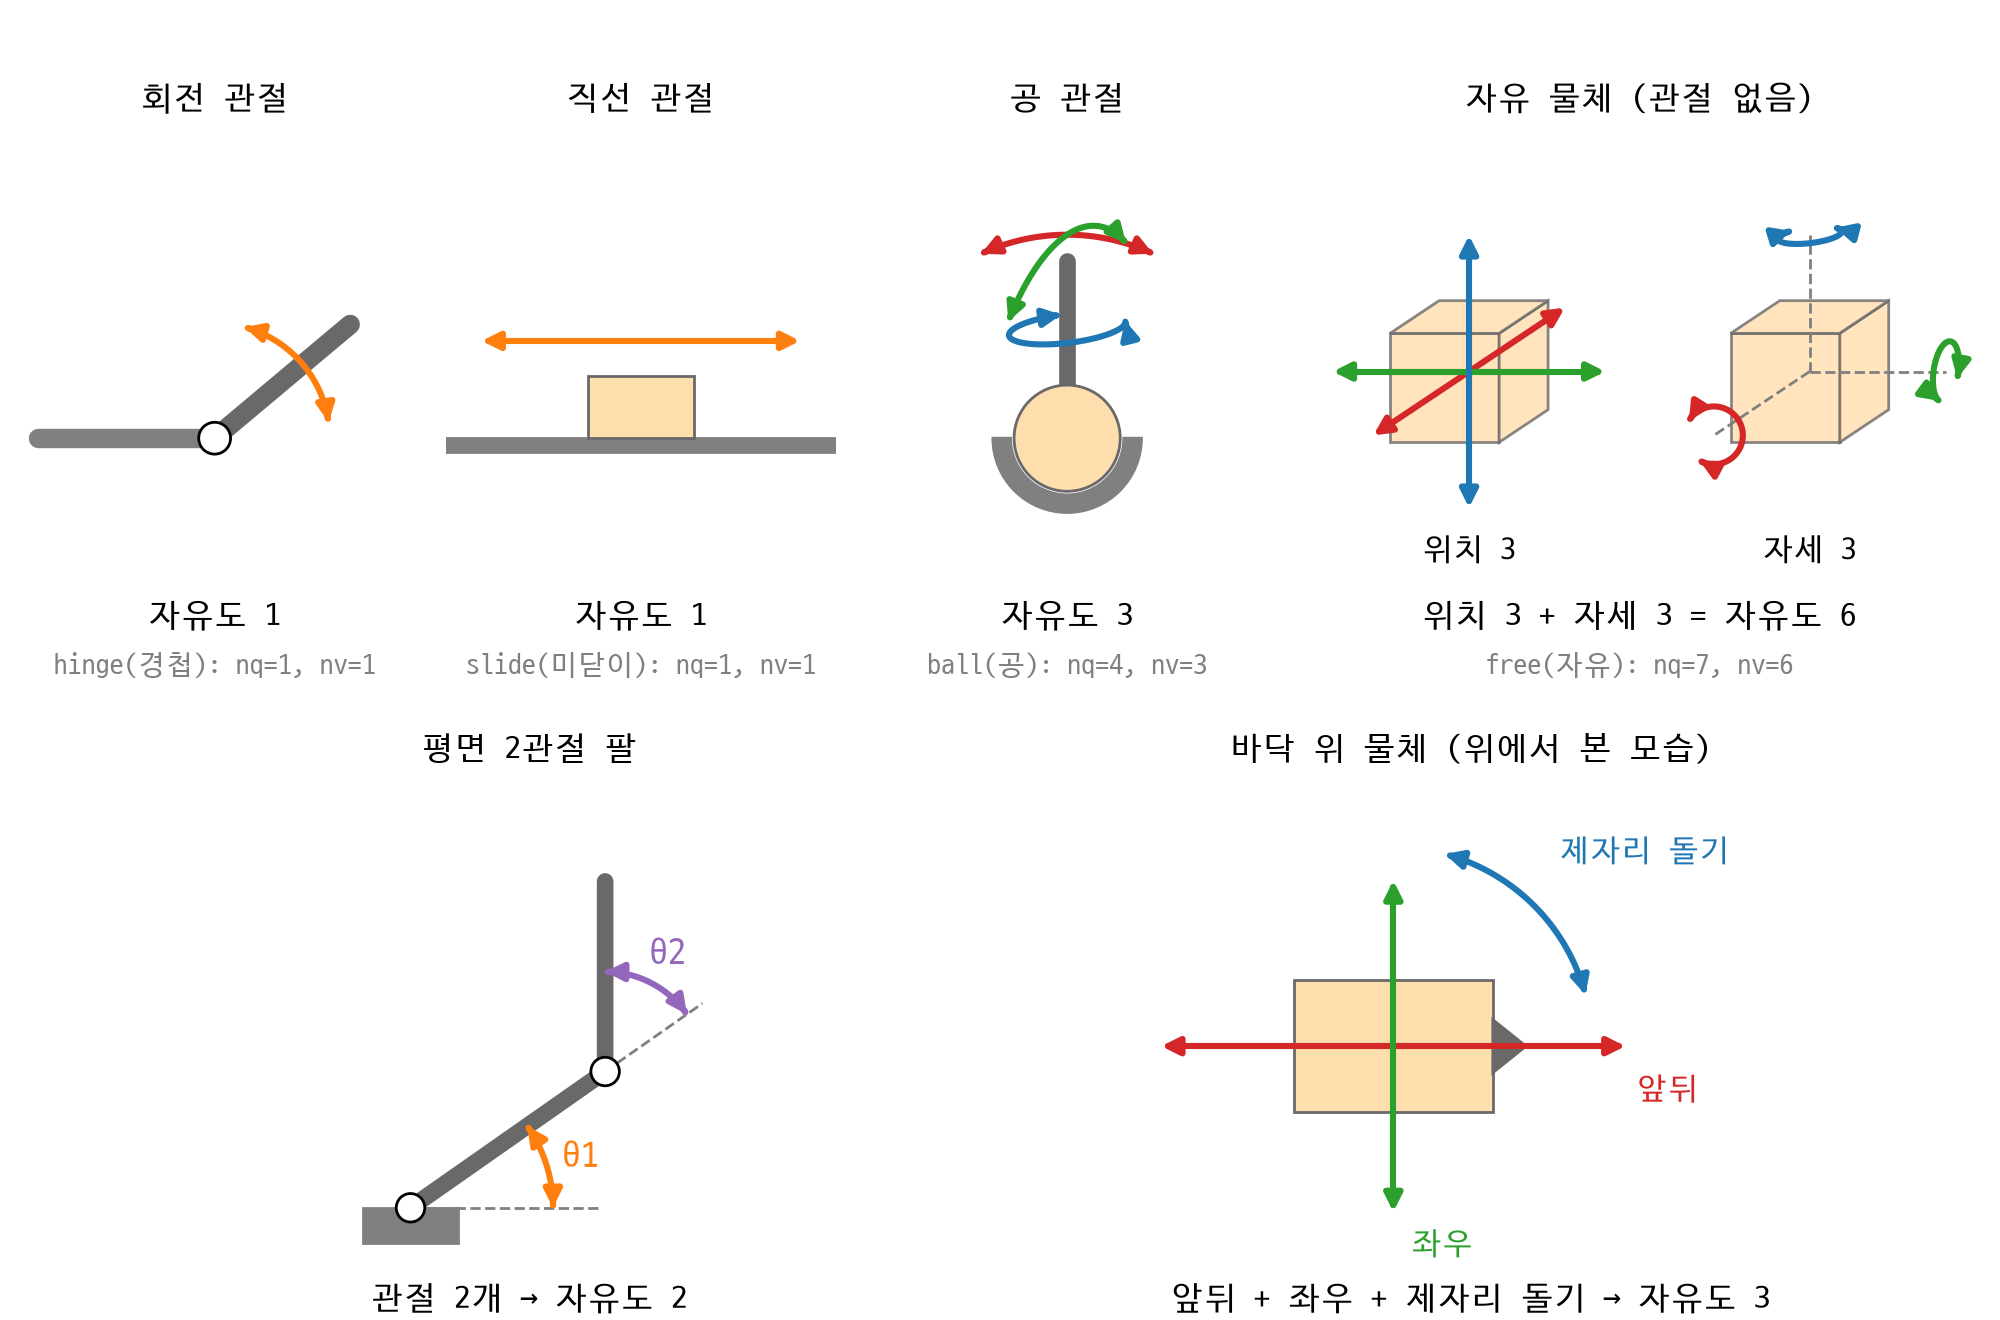 회전 관절
직선 관절
공 관절
자유 물체 (관절 없음)
위치 3
자세 3
자유도 1
자유도 1
자유도 3
위치 3 + 자세 3 = 자유도 6
hinge(경첩): nq=1, nv=1
slide(미닫이): nq=1, nv=1
ball(공): nq=4, nv=3
free(자유): nq=7, nv=6
평면 2관절 팔
θ2
θ1
관절 2개 → 자유도 2
바닥 위 물체 (위에서 본 모습)
제자리 돌기
앞뒤
좌우
앞뒤 + 좌우 + 제자리 돌기 → 자유도 3